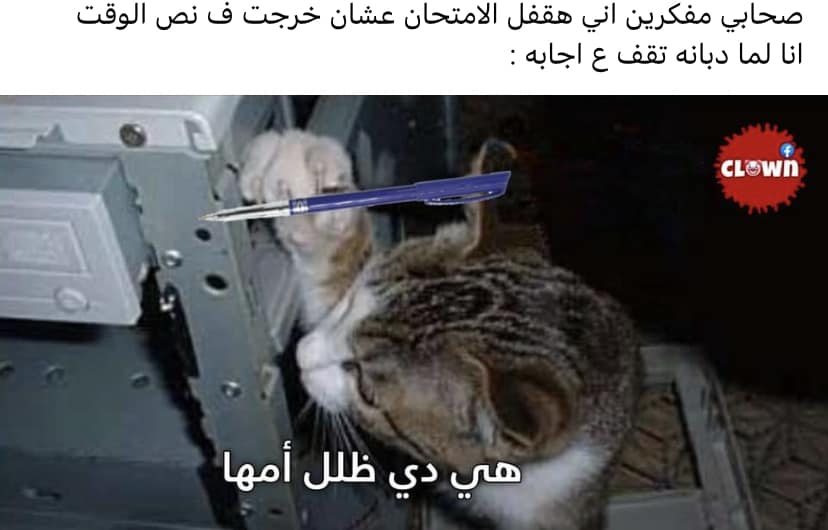 صحابي مفكرين اني هقفل الامتحان عشان خرجت ف نص الوقت
انا لما دبانه تقف ع اجابه :
CLOWn
هي دي ظلل أمها